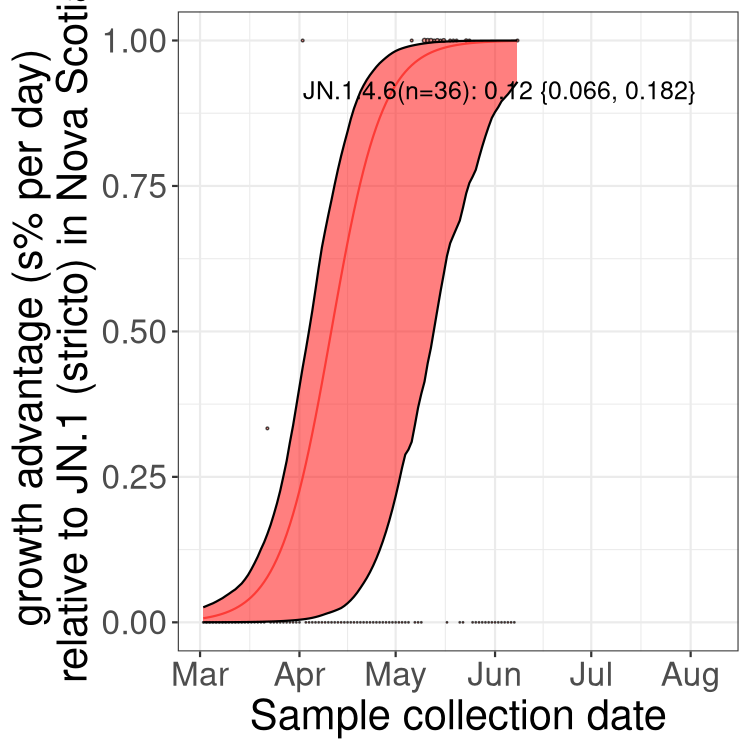 growth advantage (s% per day)
relative to JN.1 (stricto) in Nova Scotia
1.00
0.75
0.50
0.25
0.00
JN.1.4.6(n=36): 0.12 {0.066, 0.182}
Mar Apr May Jun Jul Aug
Sample collection date